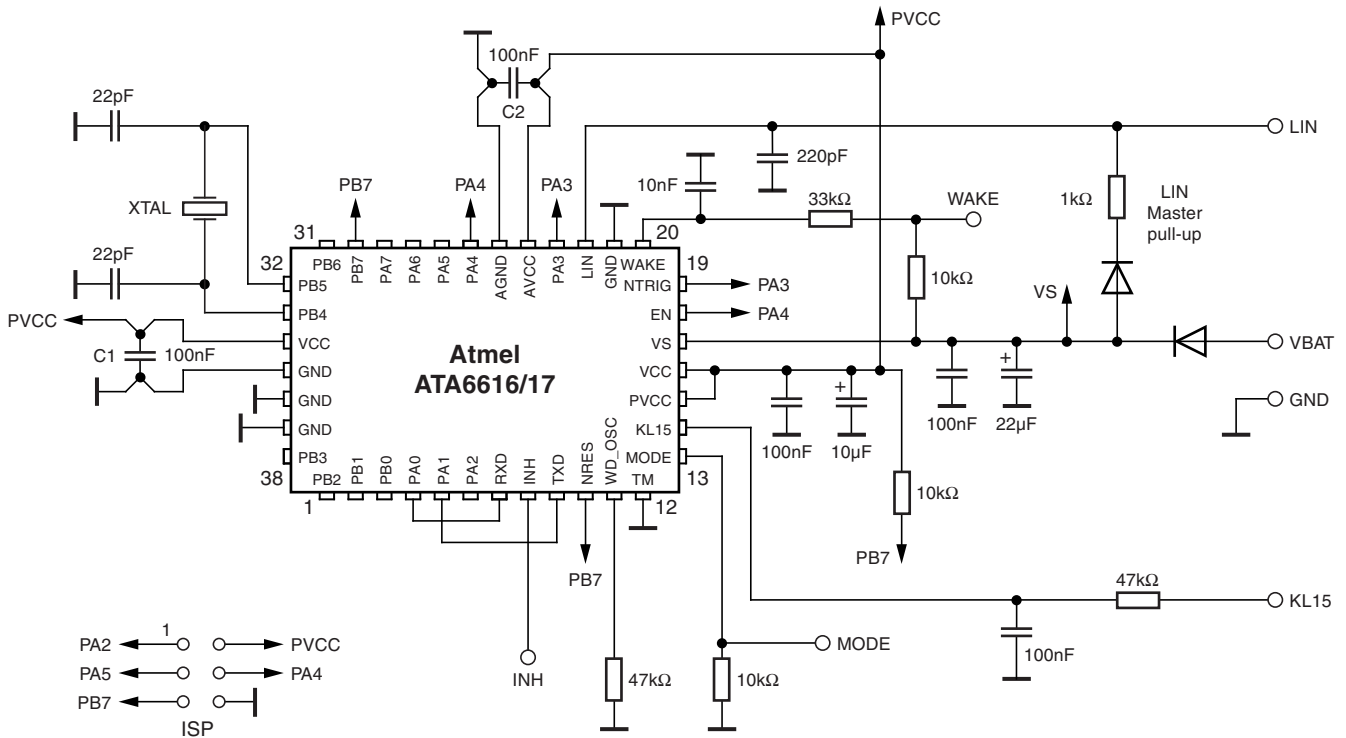 PVCC
100nF
C2
22pF
LIN
220pF
10nF
1kΩ
LIN
Master
pull-up
XTAL
PB7
PA4
PA3
33kΩ
WAKE
31
20
22pF
32
PB6
PB7
PA7
PA6
PA5
PA4
AGND
AVCC
PA3
LIN
GND
WAKE
19
PB5
NTRIG
PA3
10kΩ
VS
PB4
EN
PA4
PVCC
C1
100nF
VCC
VS
VBAT
Atmel
ATA6616/17
GND
VCC
GND
PVCC
GND
GND
KL15
+
+
100nF
10µF
100nF
22µF
PB3
MODE
38
PB2
PB1
PB0
PA0
PA1
PA2
RXD
INH
TXD
NRES
WD_OSC
TM
13
1
12
10kΩ
PB7
PB7
47kΩ
KL15
100nF
1
PA2
PVCC
MODE
PA5
PA4
INH
47kΩ
10kΩ
PB7
ISP